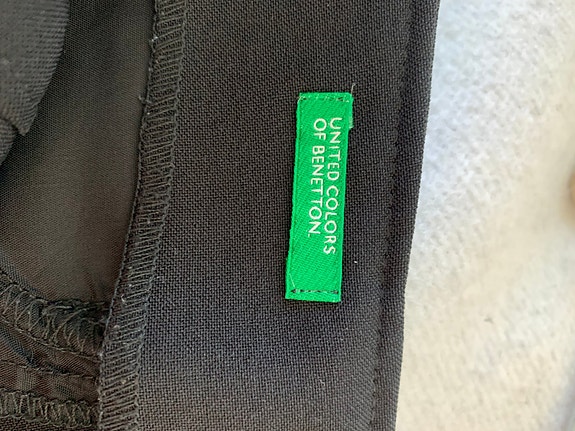 UNITED COLORS
OF BENETTON.